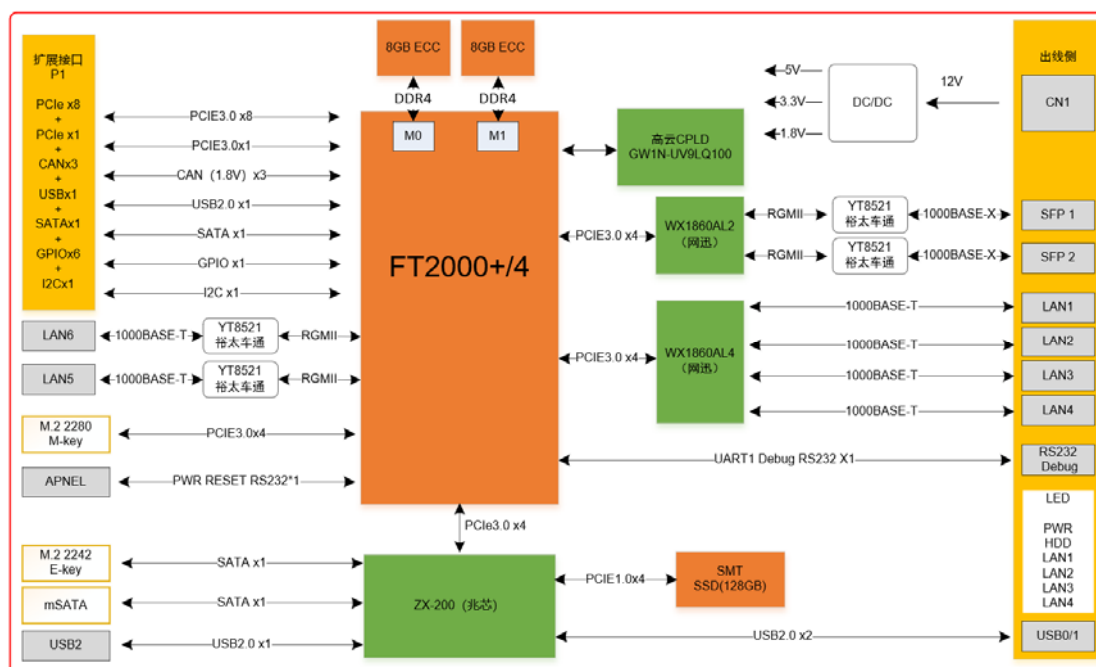 扩展接口
P1
PCIe x8
+
PCIe x1
+
CANx3
+
USBx1
+
SATAx1
+
GPIOx6
+
I2Cx1
8GB ECC
8GB ECC
DDR4
DDR4
M0
M1
FT2000+/4
PCIE3.0 x8
PCIE3.0x1
CAN（1.8V）x3
USB2.0 x1
SATA x1
GPIO x1
I2C x1
LAN6
1000BASE-T
YT8521
裕太车通
RGMII
LAN5
1000BASE-T
YT8521
裕太车通
RGMII
M.2 2280
M-key
PCIE3.0x4
APNEL
PWR RESET RS232*1
PCIe3.0 x4
M.2 2242
E-key
SATA x1
mSATA
SATA x1
USB2
USB2.0 x1
ZX-200（兆芯）
PCIE1.0x4
SMT
SSD(128GB)
USB2.0 x2
高云CPLD
GW1N-UV9LQ100
5V
3.3V
1.8V
DC/DC
12V
出线侧
CN1
PCIE3.0 x4
WX1860AL2
（网迅）
RGMII
YT8521
裕太车通
1000BASE-X
SFP 1
RGMII
YT8521
裕太车通
1000BASE-X
SFP 2
PCIE3.0 x4
WX1860AL4
（网迅）
1000BASE-T
LAN1
1000BASE-T
LAN2
1000BASE-T
LAN3
1000BASE-T
LAN4
UART1 Debug RS232 X1
RS232
Debug
LED
PWR
HDD
LAN1
LAN2
LAN3
LAN4
USB0/1